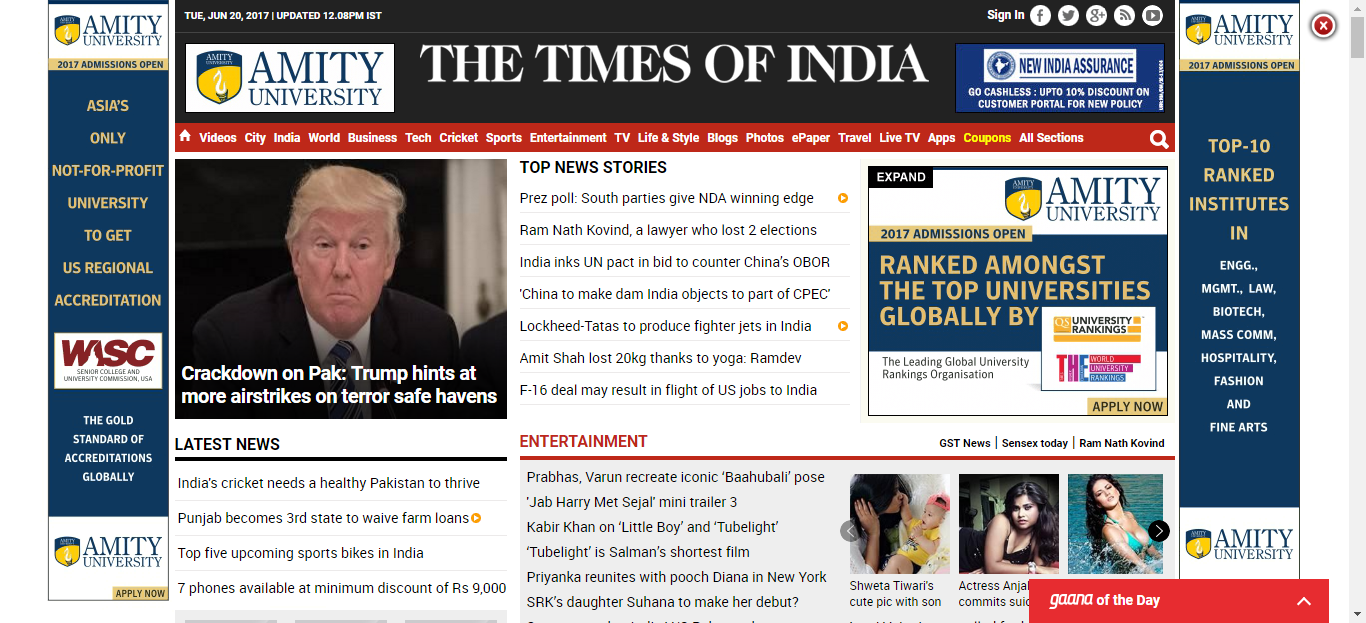 AMITY
UNIVERSITY
2017 ADMISSIONS OPEN
ASIA'S
ONLY
NOT-FOR-PROFIT
UNIVERSITY
TO GET
US REGIONAL
ACCREDITATION
WASC
SENIOR COLLEGE AND
UNIVERSITY COMMISSION, USA
THE GOLD
STANDARD OF
ACCREDITATIONS
GLOBALLY
AMITY
UNIVERSITY
APPLY NOW
TUE, JUN 20, 2017 | UPDATED 12.08PM IST
Sign In
AMITY
UNIVERSITY
THE TIMES OF INDIA
NEW INDIA ASSURANCE
GO CASHLESS : UPTO 10% DISCOUNT ON
CUSTOMER PORTAL FOR NEW POLICY
Videos City India World Business Tech Cricket Sports Entertainment TV Life & Style Blogs Photos ePaper Travel Live TV Apps Coupons All Sections
Crackdown on Pak: Trump hints at
more airstrikes on terror safe havens
TOP NEWS STORIES
Prez poll: South parties give NDA winning edge
Ram Nath Kovind, a lawyer who lost 2 elections
India inks UN pact in bid to counter China's OBOR
'China to make dam India objects to part of CPEC'
Lockheed-Tatas to produce fighter jets in India
Amit Shah lost 20kg thanks to yoga: Ramdev
F-16 deal may result in flight of US jobs to India
EXPAND
AMITY
UNIVERSITY
2017 ADMISSIONS OPEN
RANKED AMONGST
THE TOP UNIVERSITIES
GLOBALLY BY
QS UNIVERSITY
RANKINGS
The Leading Global University
Rankings Organisation
THE WORLD
UNIVERSITY
RANKINGS
APPLY NOW
LATEST NEWS
India's cricket needs a healthy Pakistan to thrive
Punjab becomes 3rd state to waive farm loans
Top five upcoming sports bikes in India
7 phones available at minimum discount of Rs 9,000
ENTERTAINMENT
GST News | Sensex today | Ram Nath Kovind
Prabhas, Varun recreate iconic ‘Baahubali’ pose
'Jab Harry Met Sejal' mini trailer 3
Kabir Khan on ‘Little Boy’ and ‘Tubelight’
‘Tubelight’ is Salman’s shortest film
Priyanka reunites with pooch Diana in New York
SRK’s daughter Suhana to make her debut?
Shweta Tiwari's
cute pic with son
Actress
commits
gaana of the Day
AMITY
UNIVERSITY
2017 ADMISSIONS OPEN
TOP-10
RANKED
INSTITUTES
IN
ENGG.,
MGMT., LAW,
BIOTECH,
MASS COMM,
HOSPITALITY,
FASHION
AND
FINE ARTS
AMITY
UNIVERSITY